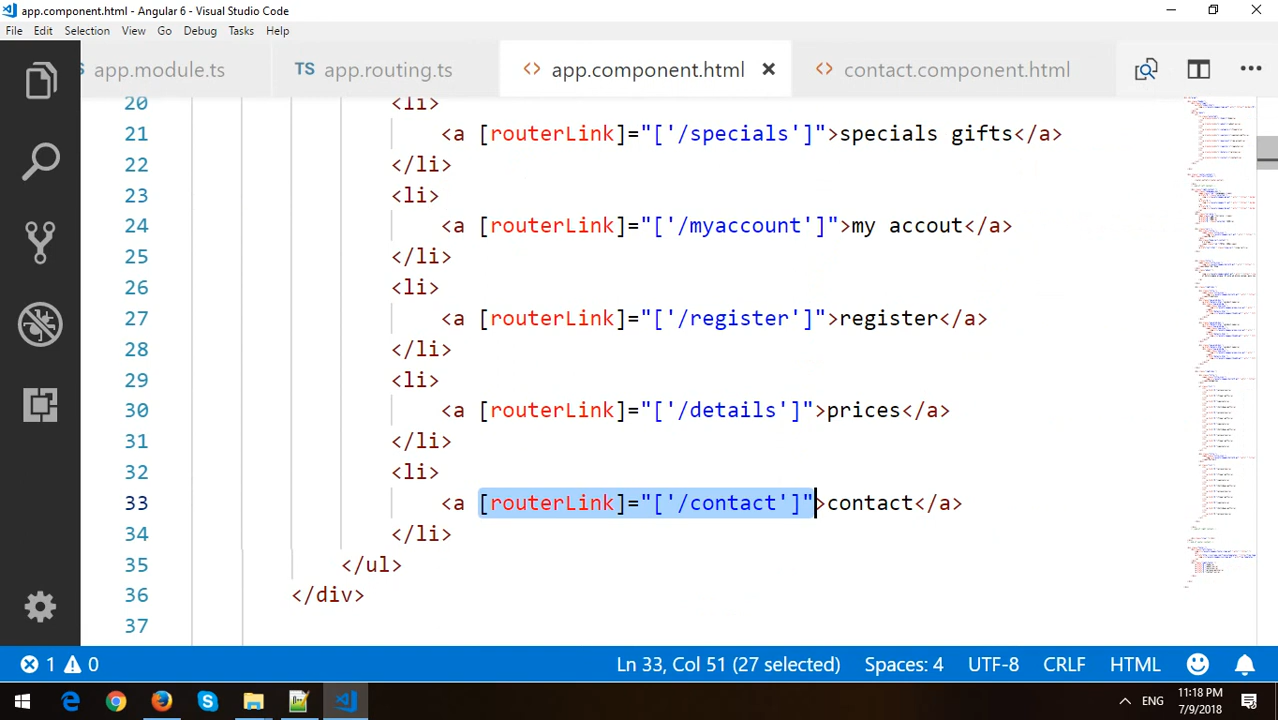 app.component.html - Angular 6 - Visual Studio Code
File Edit Selection View Go Debug Tasks Help
app.module.ts TS app.routing.ts <> app.component.html <> contact.component.html
20 <li>
21 <a [routerLink]="['/specials']">specials gifts</a>
22 </li>
23 <li>
24 <a [routerLink]="['/myaccount']">my accout</a>
25 </li>
26 <li>
27 <a [routerLink]="['/register']">register</a>
28 </li>
29 <li>
30 <a [routerLink]="['/details']">prices</a>
31 </li>
32 <li>
33 <a [routerLink]="['/contact']">contact</a>
34 </li>
35 </ul>
36 </div>
37
1 0 Ln 33, Col 51 (27 selected) Spaces: 4 UTF-8 CRLF HTML
ENG 11:18 PM
7/9/2018